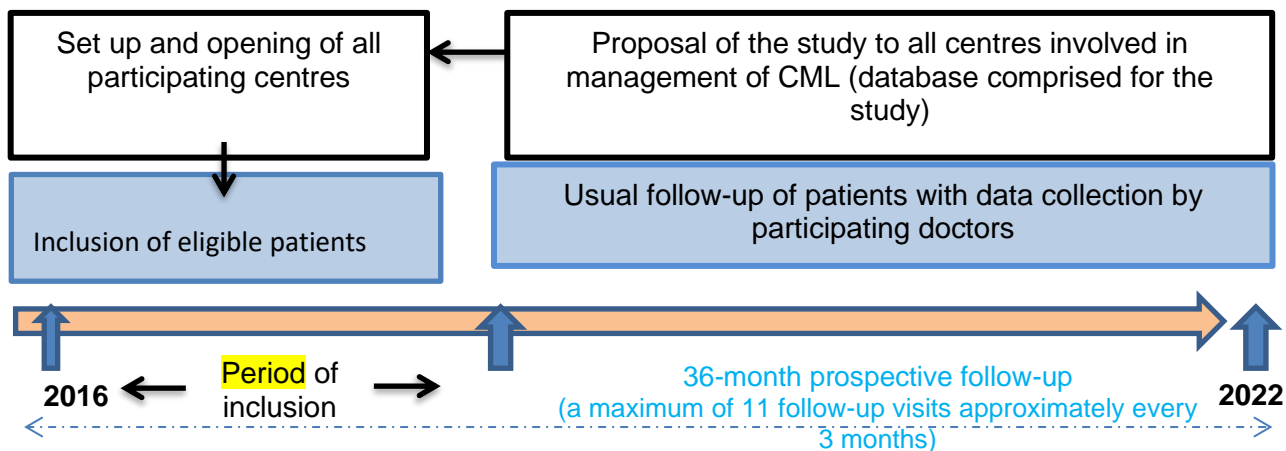 Set up and opening of all
participating centres
Proposal of the study to all centres involved in
management of CML (database comprised for the
study)
Inclusion of eligible patients
Usual follow-up of patients with data collection by
participating doctors
2016
Period of
inclusion
36-month prospective follow-up
(a maximum of 11 follow-up visits approximately every
3 months)
2022